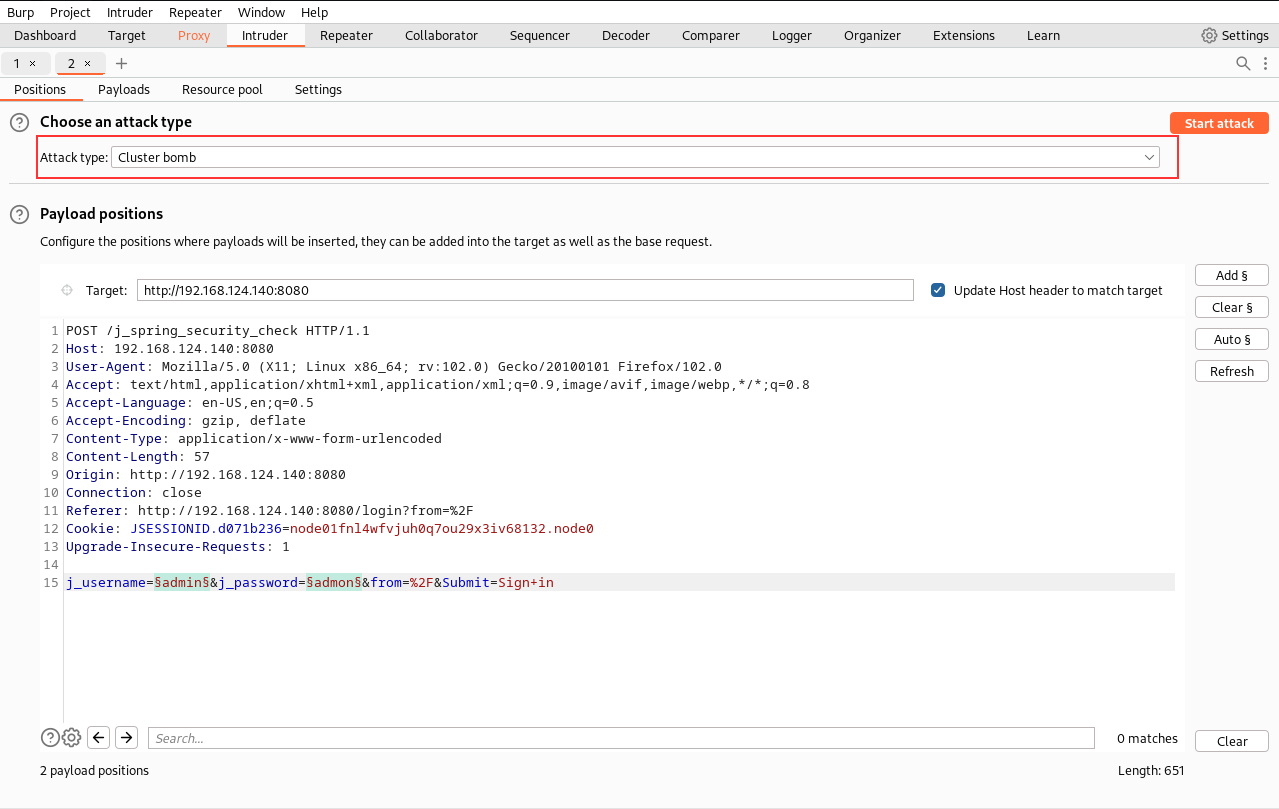 Burp Project Intruder Repeater Window Help
Dashboard Target Proxy Intruder Repeater Collaborator Sequencer Decoder Comparer Logger Organizer Extensions Learn Settings
1 × 2 × +
Positions Payloads Resource pool Settings
? Choose an attack type Start attack
Attack type: Cluster bomb
? Payload positions
Configure the positions where payloads will be inserted, they can be added into the target as well as the base request.
Add §
Target: http://192.168.124.140:8080 Update Host header to match target
Clear §
1 POST /j_spring_security_check HTTP/1.1
Auto §
2 Host: 192.168.124.140:8080
3 User-Agent: Mozilla/5.0 (X11; Linux x86_64; rv:102.0) Gecko/20100101 Firefox/102.0
Refresh
4 Accept: text/html,application/xhtml+xml,application/xml;q=0.9,image/avif,image/webp,*/*;q=0.8
5 Accept-Language: en-US,en;q=0.5
6 Accept-Encoding: gzip, deflate
7 Content-Type: application/x-www-form-urlencoded
8 Content-Length: 57
9 Origin: http://192.168.124.140:8080
10 Connection: close
11 Referer: http://192.168.124.140:8080/login?from=%2F
12 Cookie: JSESSIONID.d071b236=node01fnl4wfvjuh0q7ou29x3iv68132.node0
13 Upgrade-Insecure-Requests: 1
14
15 j_username=§admin§&j_password=§admon§&from=%2F&Submit=Sign+in
? Search... 0 matches Clear
2 payload positions Length: 651